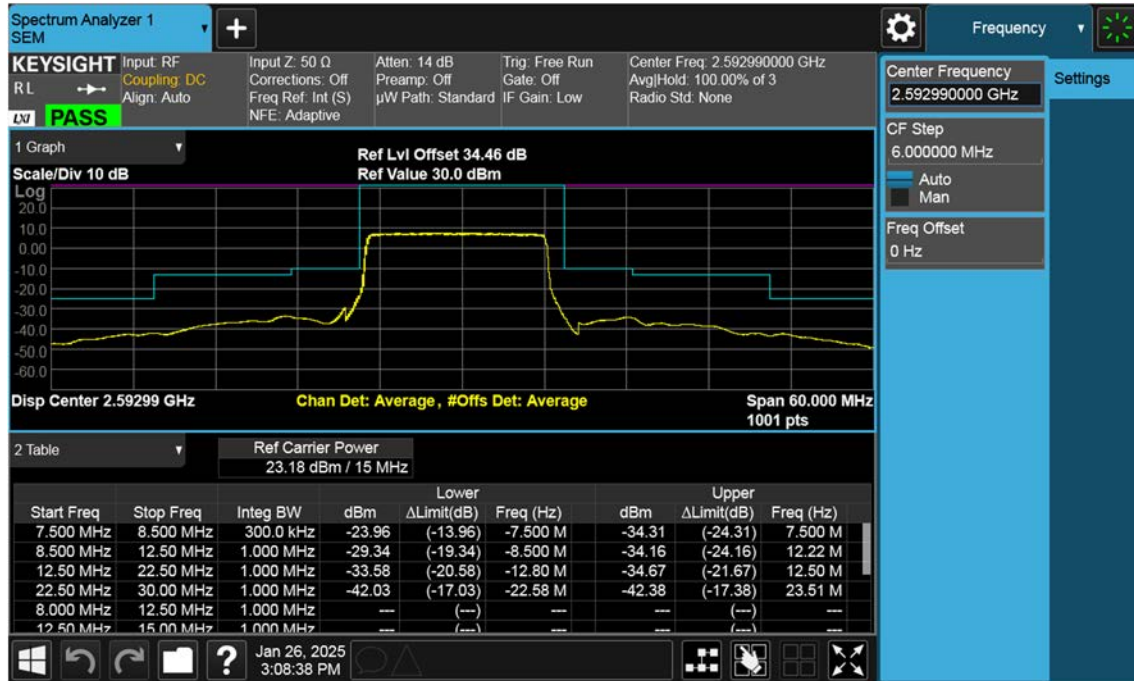 Spectrum Analyzer 1
SEM
Frequency
KEYSIGHT
R L
LXI PASS
Input: RF
Coupling: DC
Align: Auto
Input Z: 50 Ω
Corrections: Off
Freq Ref: Int (S)
NFE: Adaptive
Atten: 14 dB
Preamp: Off
µW Path: Standard
Trig: Free Run
Gate: Off
IF Gain: Low
Center Freq: 2.592990000 GHz
Avg|Hold: 100.00% of 3
Radio Std: None
Center Frequency
2.592990000 GHz
Settings
CF Step
6.000000 MHz
Auto
Man
Freq Offset
0 Hz
1 Graph
Scale/Div 10 dB
Ref Lvl Offset 34.46 dB
Ref Value 30.0 dBm
Log
20.0
10.0
0.00
-10.0
-20.0
-30.0
-40.0
-50.0
-60.0
Disp Center 2.59299 GHz
Chan Det: Average, #Offs Det: Average
Span 60.000 MHz
1001 pts
2 Table
Ref Carrier Power
23.18 dBm / 15 MHz
Lower Upper
Start Freq Stop Freq Integ BW dBm ΔLimit(dB) Freq (Hz) dBm ΔLimit(dB) Freq (Hz)
7.500 MHz 8.500 MHz 300.0 kHz -23.96 (-13.96) -7.500 M -34.31 (-24.31) 7.500 M
8.500 MHz 12.50 MHz 1.000 MHz -29.34 (-19.34) -8.500 M -34.16 (-24.16) 12.22 M
12.50 MHz 22.50 MHz 1.000 MHz -33.58 (-20.58) -12.80 M -34.67 (-21.67) 12.50 M
22.50 MHz 30.00 MHz 1.000 MHz -42.03 (-17.03) -22.58 M -42.38 (-17.38) 23.51 M
8.000 MHz 12.50 MHz 1.000 MHz --- (---) --- --- (---) ---
12.50 MHz 15.00 MHz 1.000 MHz --- (---) --- --- (---) ---
Jan 26, 2025
3:08:38 PM